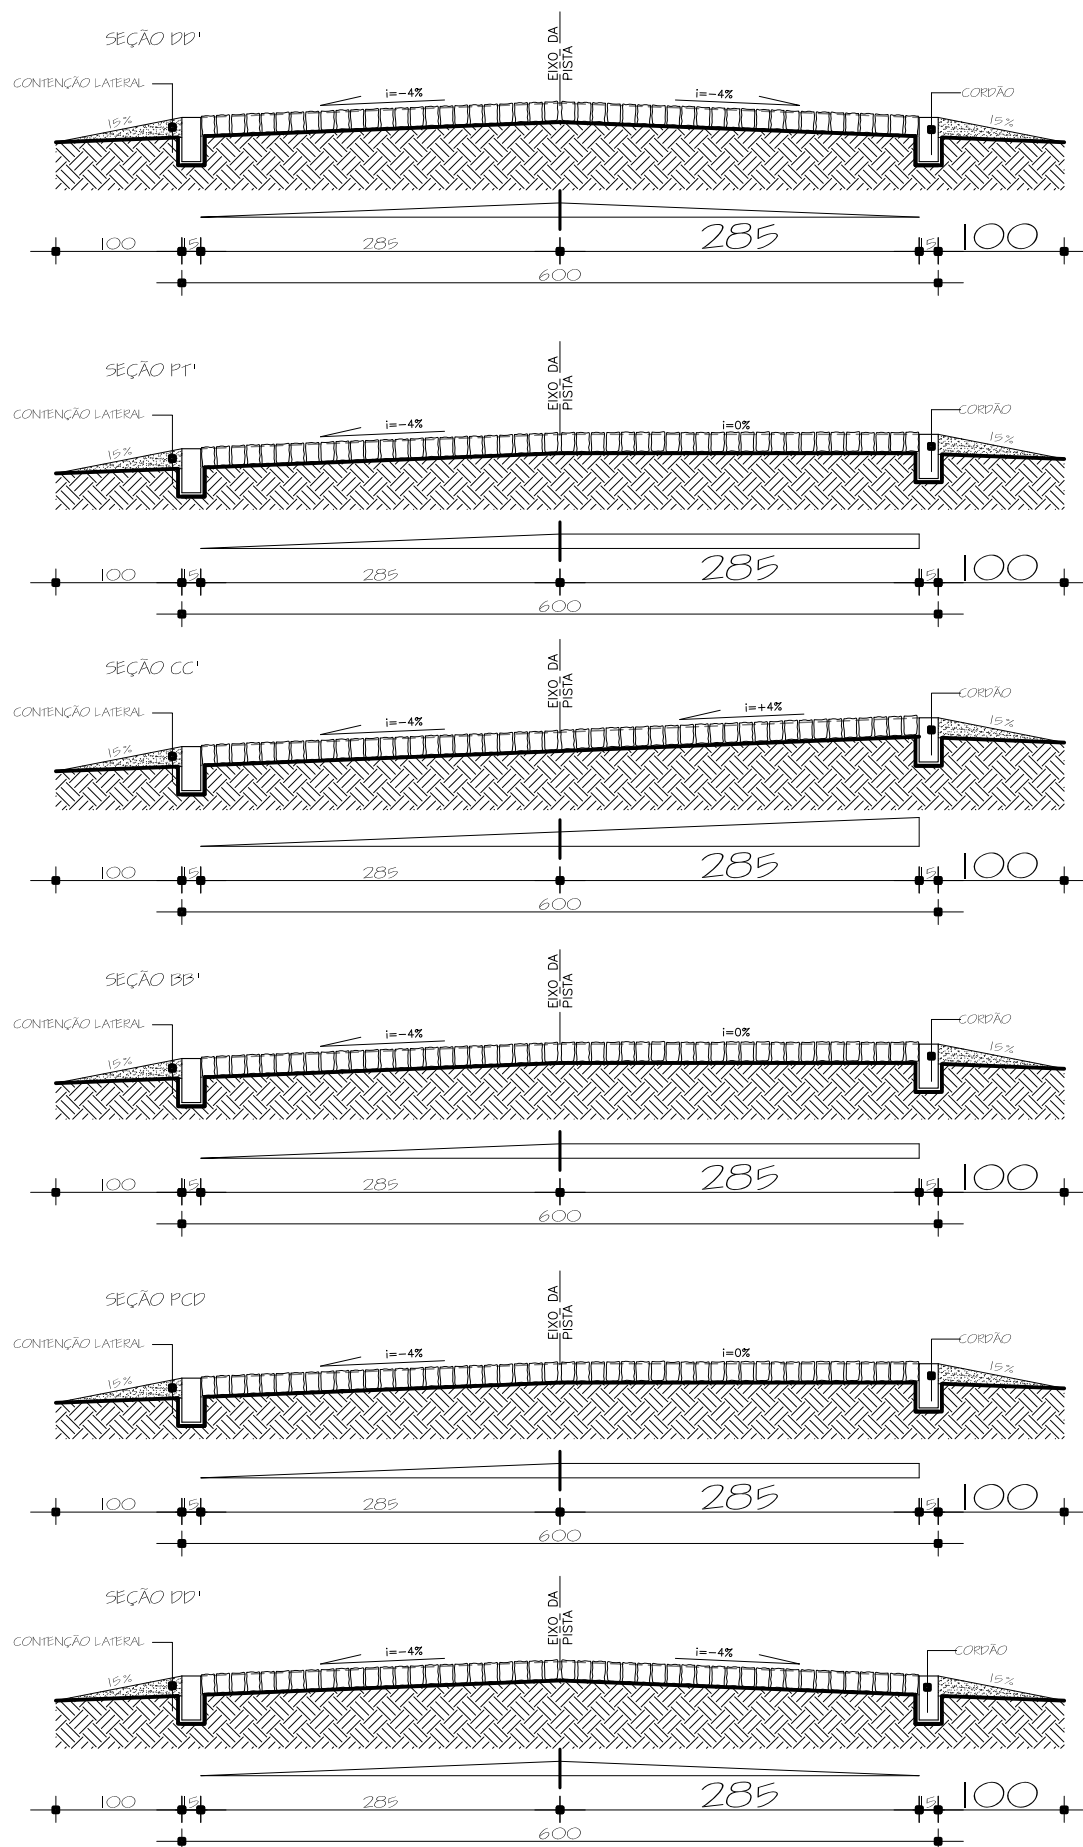 SEÇÃO DD'
EIXO DA
PISTA
CONTENÇÃO LATERAL
i=-4%
i=-4%
CORDÃO
15%
15%
100
15
285
285
15
100
600
SEÇÃO PT'
EIXO DA
PISTA
CONTENÇÃO LATERAL
i=-4%
i=0%
CORDÃO
15%
15%
100
15
285
285
15
100
600
SEÇÃO CC'
EIXO DA
PISTA
CONTENÇÃO LATERAL
i=-4%
i=+4%
CORDÃO
15%
15%
100
15
285
285
15
100
600
SEÇÃO BB'
EIXO DA
PISTA
CONTENÇÃO LATERAL
i=-4%
i=0%
CORDÃO
15%
15%
100
15
285
285
15
100
600
SEÇÃO PCD
EIXO DA
PISTA
CONTENÇÃO LATERAL
i=-4%
i=0%
CORDÃO
15%
15%
100
15
285
285
15
100
600
SEÇÃO DD'
EIXO DA
PISTA
CONTENÇÃO LATERAL
i=-4%
i=-4%
CORDÃO
15%
15%
100
15
285
285
15
100
600